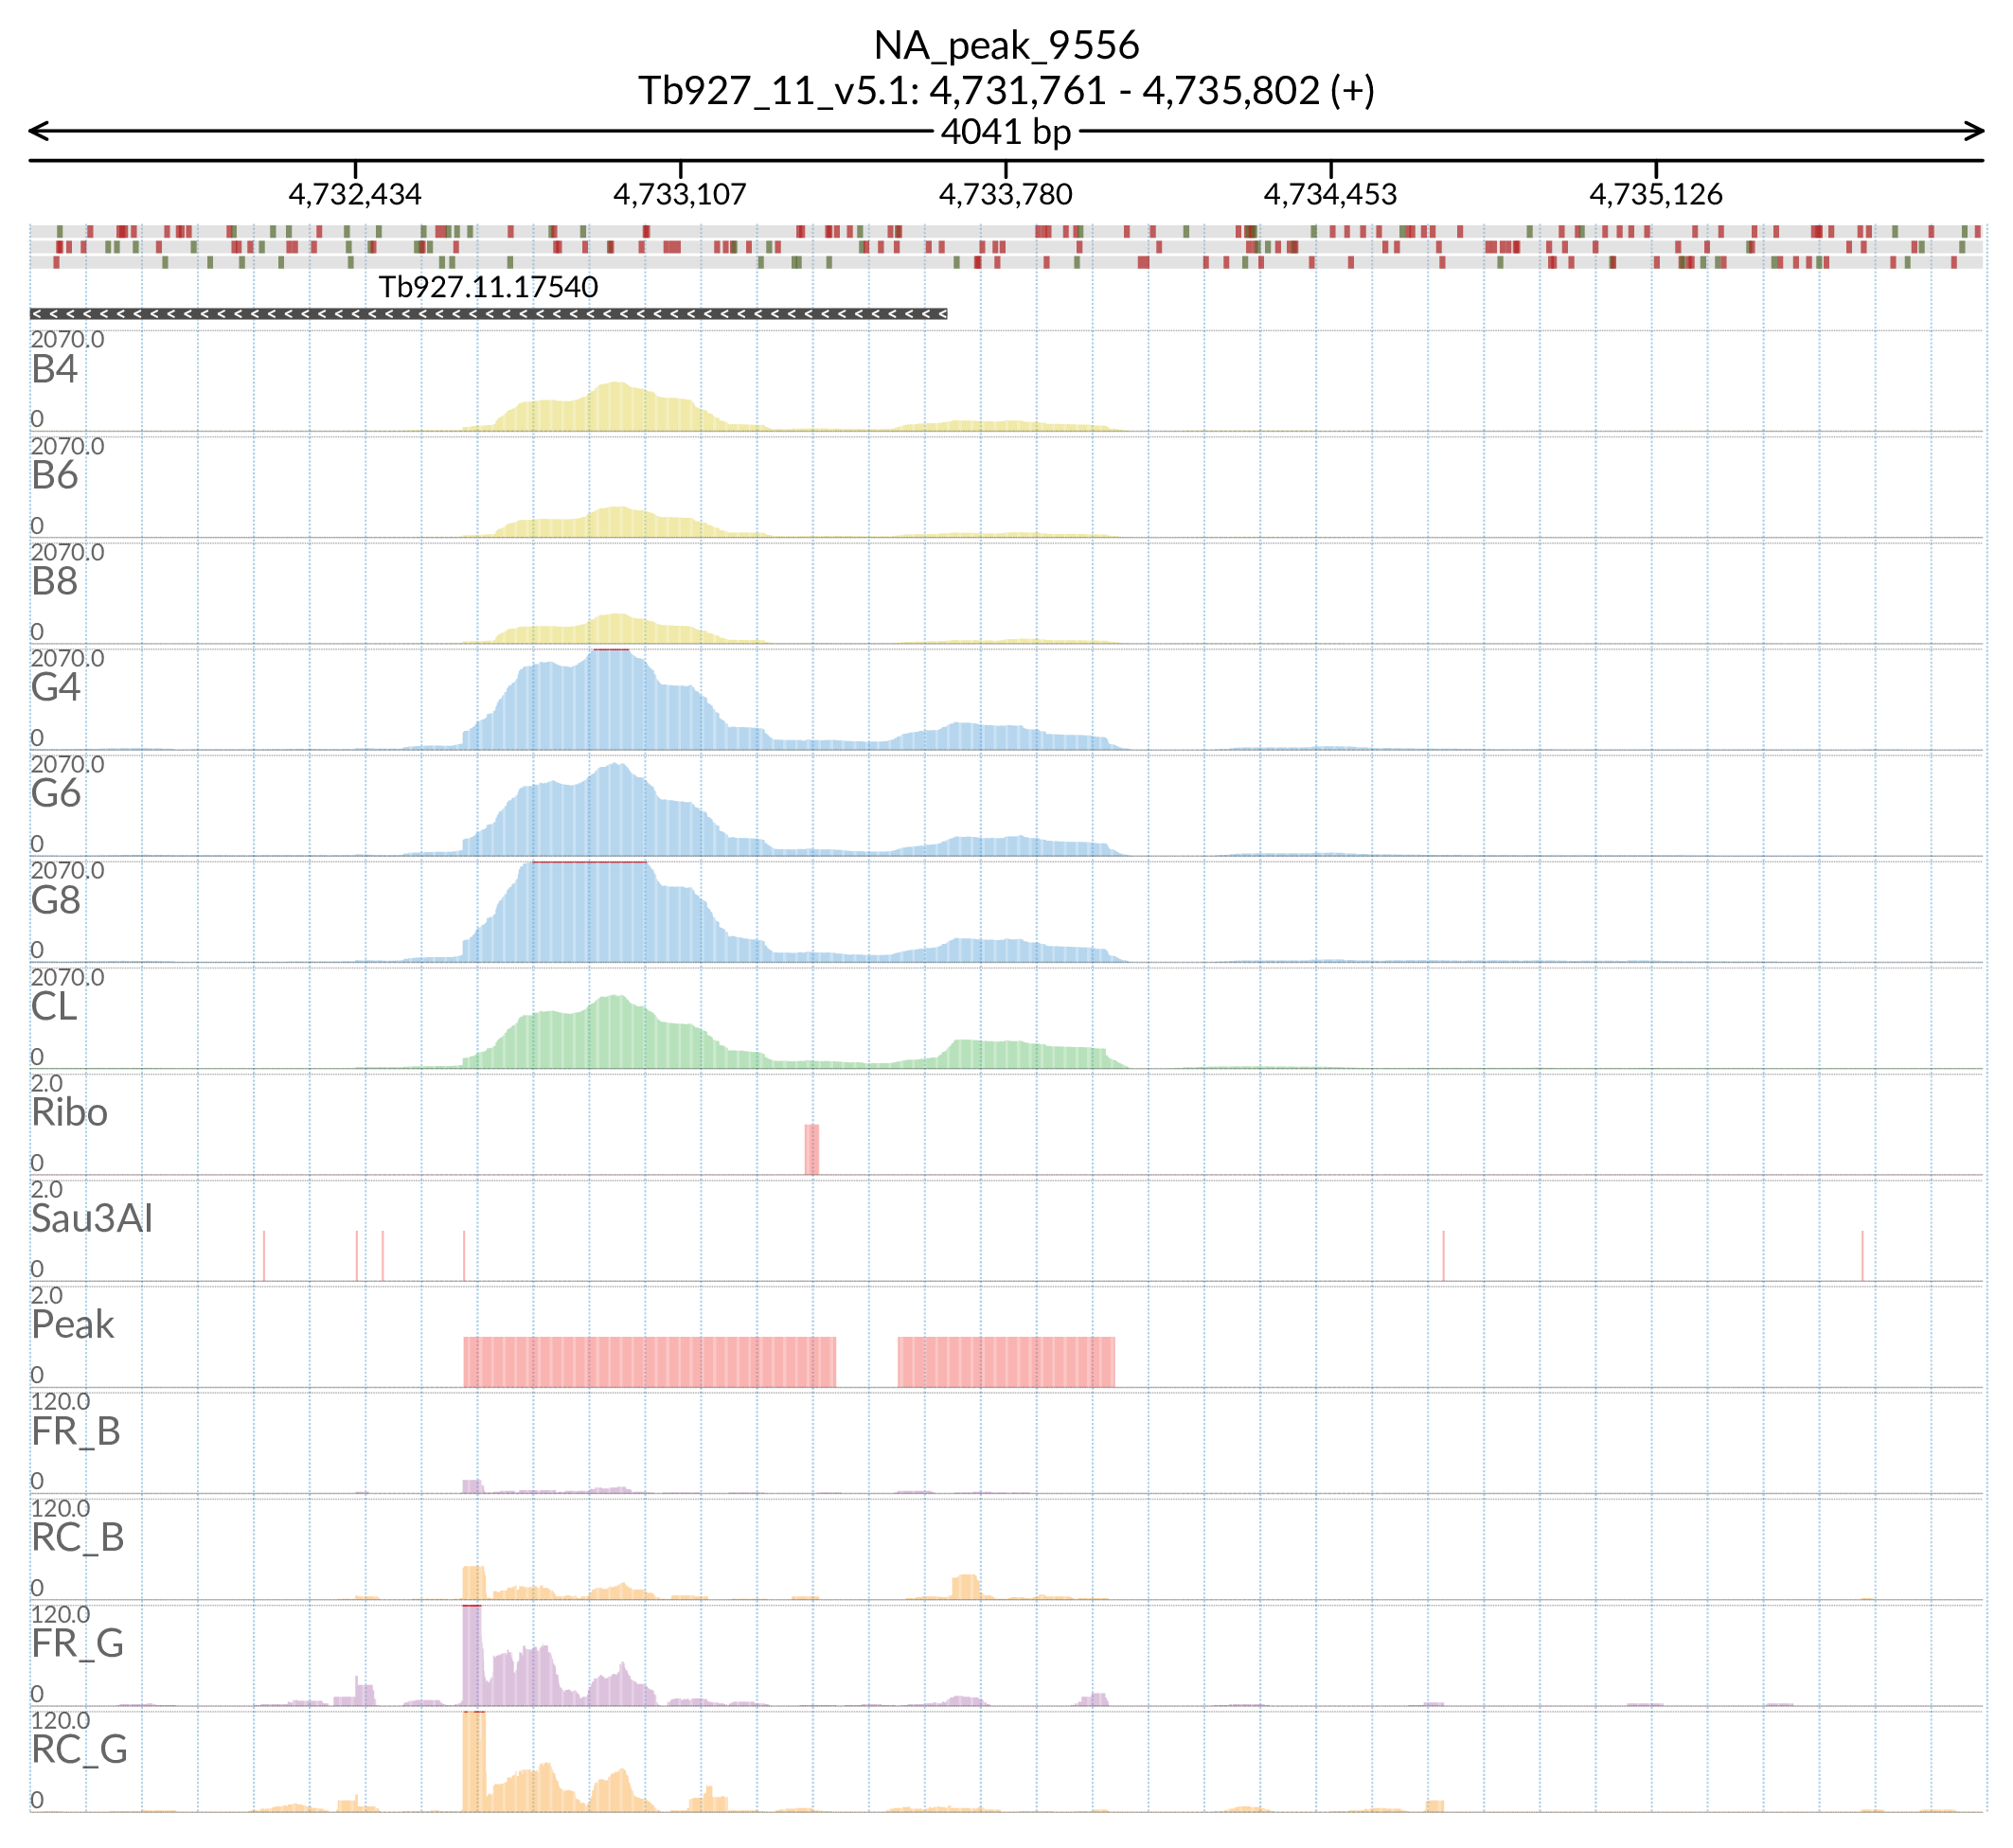 NA_peak_9556
Tb927_11_v5.1: 4,731,761 - 4,735,802 (+)
4041 bp
4,732,434 4,733,107 4,733,780 4,734,453 4,735,126
Tb927.11.17540
2070.0
B4
0
2070.0
B6
0
2070.0
B8
0
2070.0
G4
0
2070.0
G6
0
2070.0
G8
0
2070.0
CL
0
2.0
Ribo
0
2.0
Sau3AI
0
2.0
Peak
0
120.0
FR_B
0
120.0
RC_B
0
120.0
FR_G
0
120.0
RC_G
0